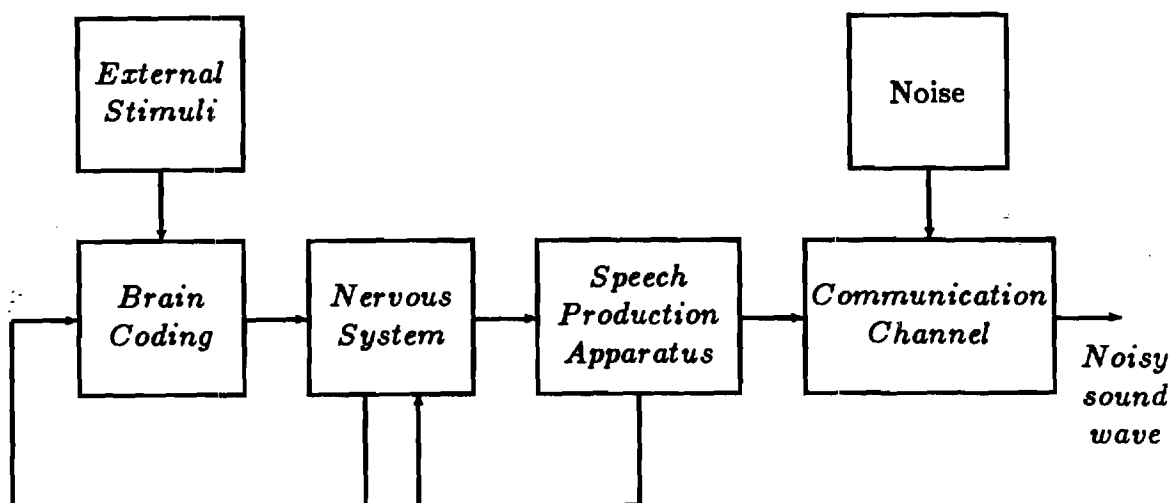 External
Stimuli
Noise
Brain
Coding
Nervous
System
Speech
Production
Apparatus
Communication
Channel
Noisy
sound
wave